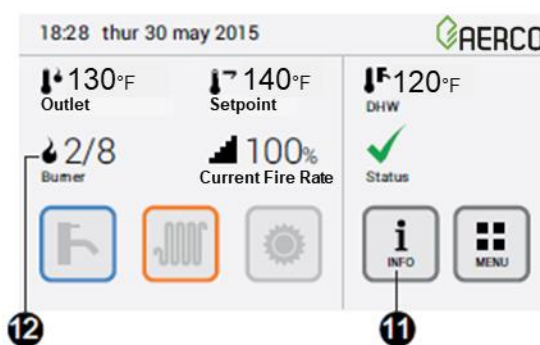 18:28 thur 30 may 2015
AERCO
130°F
Outlet
140°F
Setpoint
120°F
DHW
2/8
Burner
100%
Current Fire Rate
Status
i
INFO
MENU
12
11